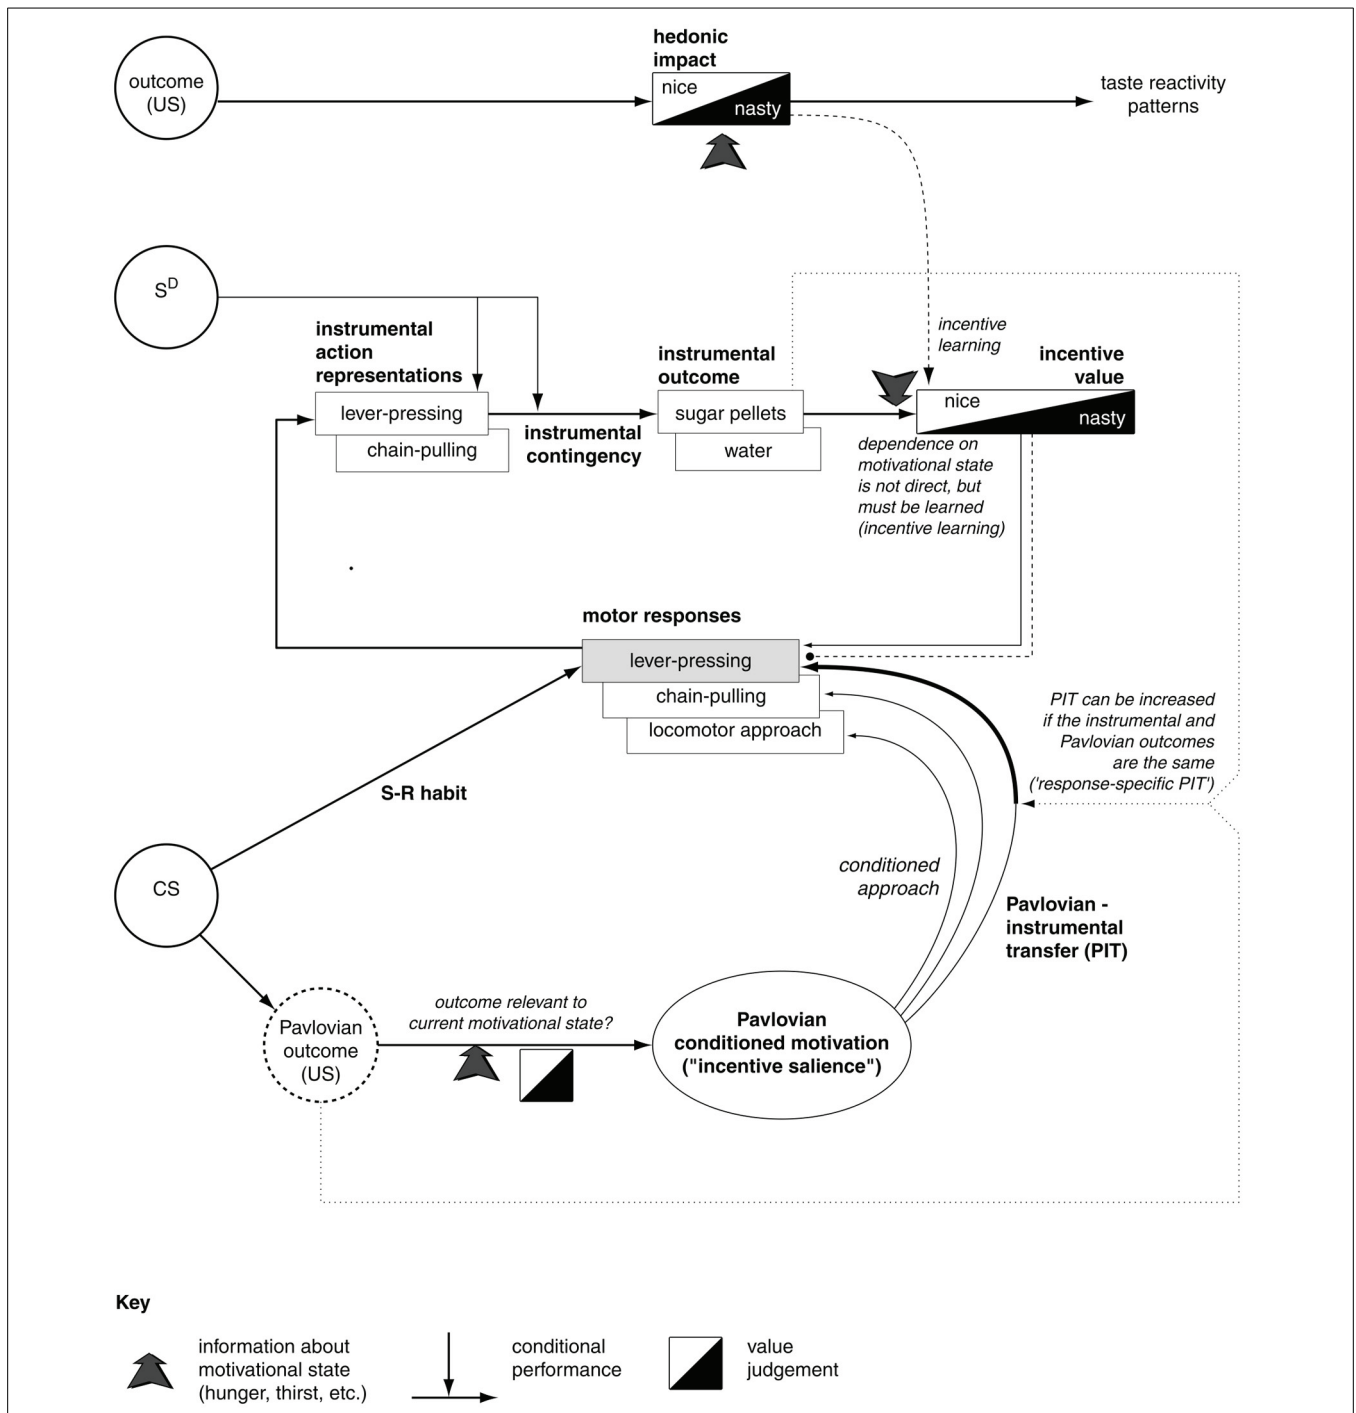 outcome
(US)
hedonic
impact
nice
nasty
taste reactivity
patterns
S^D
instrumental
action
representations
lever-pressing
chain-pulling
instrumental
contingency
instrumental
outcome
sugar pellets
water
incentive
learning
incentive
value
nice
nasty
dependence on
motivational state
is not direct, but
must be learned
(incentive learning)
motor responses
lever-pressing
chain-pulling
locomotor approach
PIT can be increased
if the instrumental and
Pavlovian outcomes
are the same
('response-specific PIT')
S-R habit
CS
conditioned
approach
Pavlovian -
instrumental
transfer (PIT)
Pavlovian
outcome
(US)
outcome relevant to
current motivational state?
Pavlovian
conditioned motivation
("incentive salience")
Key
information about
motivational state
(hunger, thirst, etc.)
conditional
performance
value
judgement